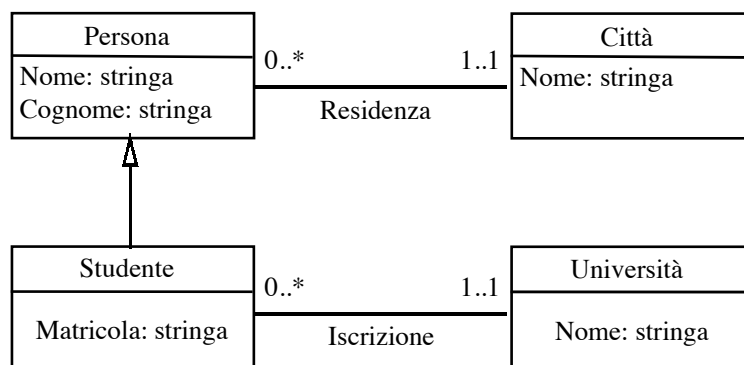 Persona
Nome: stringa
Cognome: stringa
0..*
1..1
Residenza
Città
Nome: stringa
Studente
Matricola: stringa
0..*
1..1
Iscrizione
Università
Nome: stringa